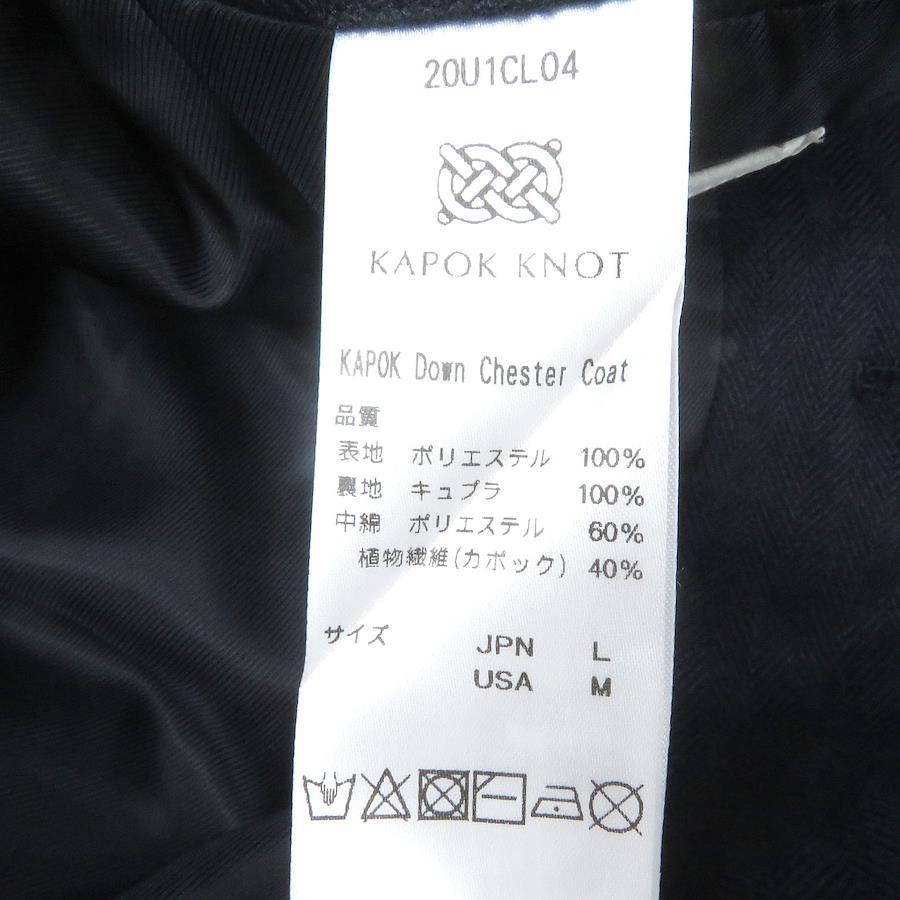 20U1CL04
KAPOK KNOT
KAPOK Down Chester Coat
品質
表地 ポリエステル 100%
裏地 キュプラ 100%
中綿 ポリエステル 60%
植物繊維(カポック) 40%
サイズ JPN L
USA M